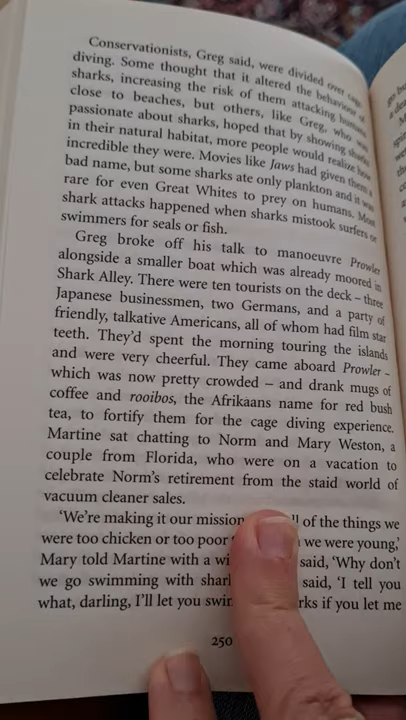 Conservationists, Greg said, were divided over cage
diving. Some thought that it altered the behaviour of
sharks, increasing the risk of them attacking humans
close to beaches, but others, like Greg, who was
passionate about sharks, hoped that by showing sharks
in their natural habitat, more people would realize how
incredible they were. Movies like Jaws had given them a
bad name, but some sharks ate only plankton and it was
rare for even Great Whites to prey on humans. Most
shark attacks happened when sharks mistook surfers or
swimmers for seals or fish.
Greg broke off his talk to manoeuvre Prowler
alongside a smaller boat which was already moored in
Shark Alley. There were ten tourists on the deck – three
Japanese businessmen, two Germans, and a party of
friendly, talkative Americans, all of whom had film star
teeth. They'd spent the morning touring the islands
and were very cheerful. They came aboard Prowler –
which was now pretty crowded – and drank mugs of
coffee and rooibos, the Afrikaans name for red bush
tea, to fortify them for the cage diving experience.
Martine sat chatting to Norm and Mary Weston, a
couple from Florida, who were on a vacation to
celebrate Norm's retirement from the staid world of
vacuum cleaner sales.
'We're making it our mission of the things we
were too chicken or too poor we were young,'
Mary told Martine with a said, 'Why don't
we go swimming with said, 'I tell you
what, darling, I'll let you if you let me
250